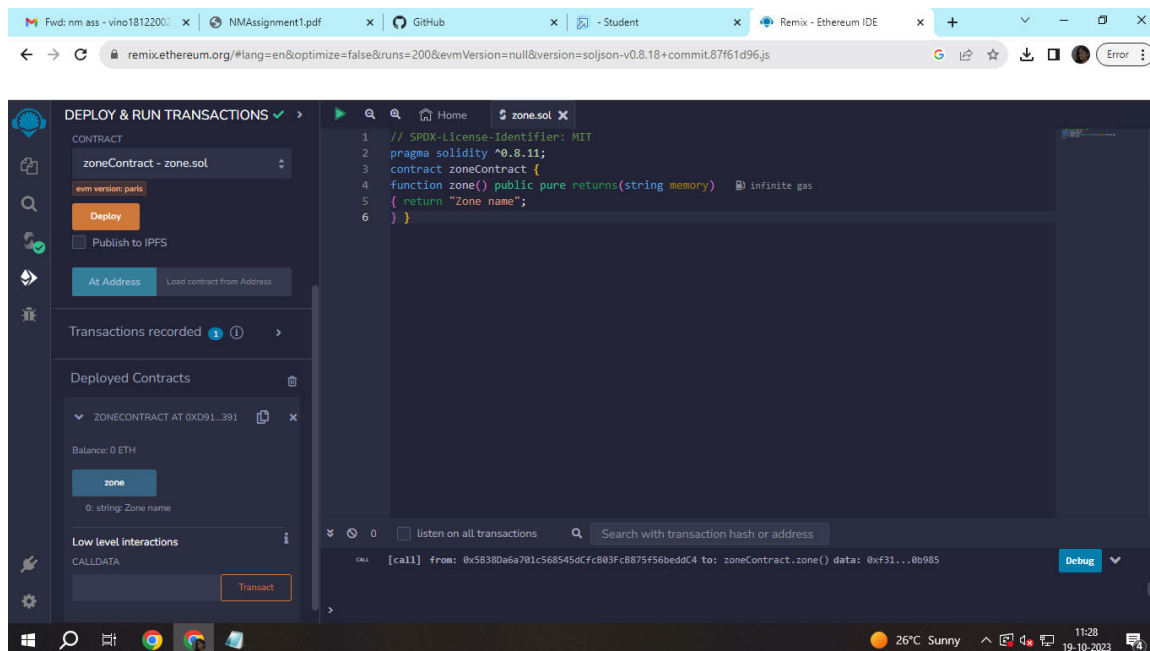 Fwd: nm ass - vino18122002
NMAssignment1.pdf
GitHub
- Student
Remix - Ethereum IDE
remix.ethereum.org/#lang=en&optimize=false&runs=200&evmVersion=null&version=soljson-v0.8.18+commit.87f61d96.js
Error
DEPLOY & RUN TRANSACTIONS
CONTRACT
zoneContract - zone.sol
evm version: paris
Deploy
Publish to IPFS
At Address
Load contract from Address
Transactions recorded 1
Deployed Contracts
ZONECONTRACT AT 0XD91...391
Balance: 0 ETH
zone
0: string: Zone name
Low level interactions
CALLDATA
Transact
Home
zone.sol
1 // SPDX-License-Identifier: MIT
2 pragma solidity ^0.8.11;
3 contract zoneContract {
4 function zone() public pure returns(string memory) infinite gas
5 { return "Zone name";
6 } }
0
listen on all transactions
Search with transaction hash or address
CALL [call] from: 0x5B38Da6a701c568545dCfcB03FcB875f56beddC4 to: zoneContract.zone() data: 0xf31...0b985
Debug
>
26°C Sunny
11:28
19-10-2023
4